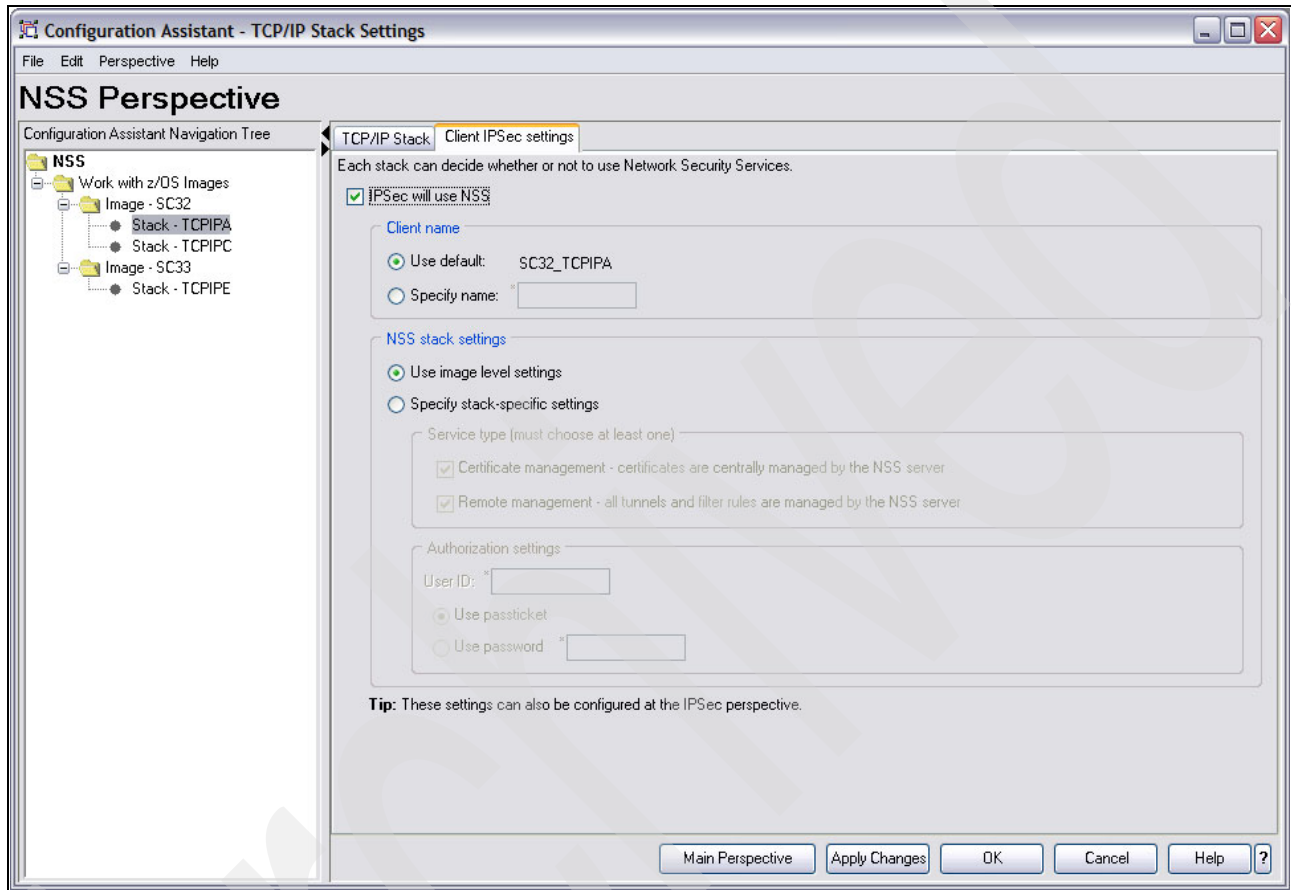 Configuration Assistant - TCP/IP Stack Settings
File Edit Perspective Help
NSS Perspective
Configuration Assistant Navigation Tree
NSS
Work with z/OS Images
Image - SC32
Stack - TCPIPA
Stack - TCPIPC
Image - SC33
Stack - TCPIPE
TCP/IP Stack
Client IPSec settings
Each stack can decide whether or not to use Network Security Services.
IPSec will use NSS
Client name
Use default: SC32_TCPIPA
Specify name: *
NSS stack settings
Use image level settings
Specify stack-specific settings
Service type (must choose at least one)
Certificate management - certificates are centrally managed by the NSS server
Remote management - all tunnels and filter rules are managed by the NSS server
Authorization settings
User ID: *
Use passticket
Use password *
Tip: These settings can also be configured at the IPSec perspective.
Main Perspective
Apply Changes
OK
Cancel
Help
?